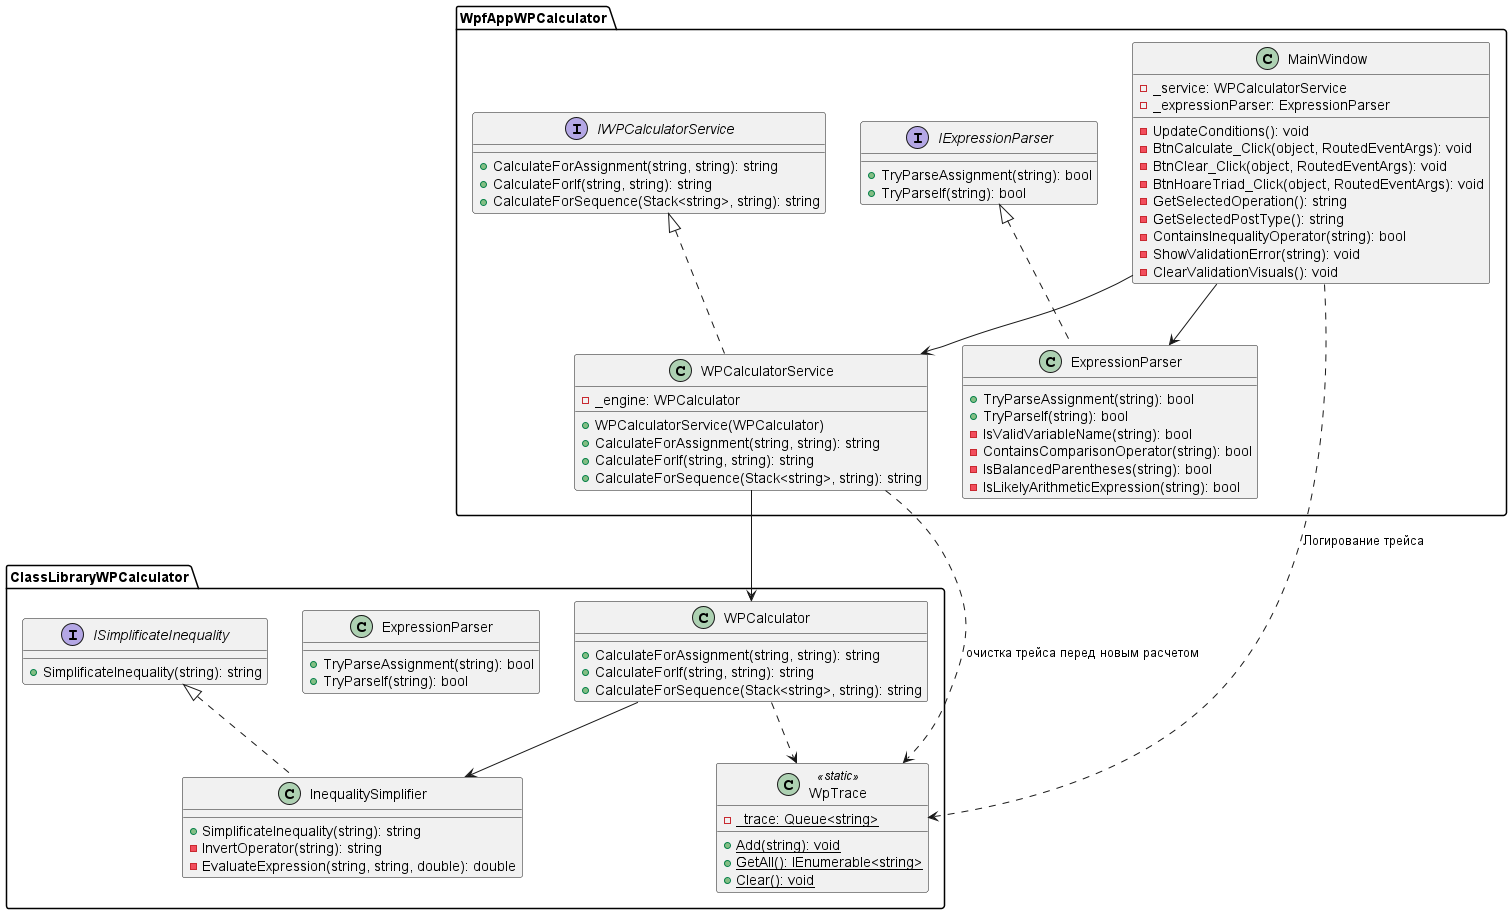 WpfAppWPCalculator
C MainWindow
_service: WPCalculatorService
_expressionParser: ExpressionParser
UpdateConditions(): void
BtnCalculate_Click(object, RoutedEventArgs): void
BtnClear_Click(object, RoutedEventArgs): void
BtnHoareTriad_Click(object, RoutedEventArgs): void
GetSelectedOperation(): string
GetSelectedPostType(): string
ContainsInequalityOperator(string): bool
ShowValidationError(string): void
ClearValidationVisuals(): void
I IWPCalculatorService
CalculateForAssignment(string, string): string
CalculateForIf(string, string): string
CalculateForSequence(Stack<string>, string): string
I IExpressionParser
TryParseAssignment(string): bool
TryParseIf(string): bool
C WPCalculatorService
_engine: WPCalculator
WPCalculatorService(WPCalculator)
CalculateForAssignment(string, string): string
CalculateForIf(string, string): string
CalculateForSequence(Stack<string>, string): string
C ExpressionParser
TryParseAssignment(string): bool
TryParseIf(string): bool
IsValidVariableName(string): bool
ContainsComparisonOperator(string): bool
IsBalancedParentheses(string): bool
IsLikelyArithmeticExpression(string): bool
Логирование трейса
ClassLibraryWPCalculator
I ISimplificateInequality
SimplificateInequality(string): string
C ExpressionParser
TryParseAssignment(string): bool
TryParseIf(string): bool
C WPCalculator
CalculateForAssignment(string, string): string
CalculateForIf(string, string): string
CalculateForSequence(Stack<string>, string): string
очистка трейса перед новым расчетом
C InequalitySimplifier
SimplificateInequality(string): string
InvertOperator(string): string
EvaluateExpression(string, string, double): double
C «static»
WpTrace
_trace: Queue<string>
Add(string): void
GetAll(): IEnumerable<string>
Clear(): void